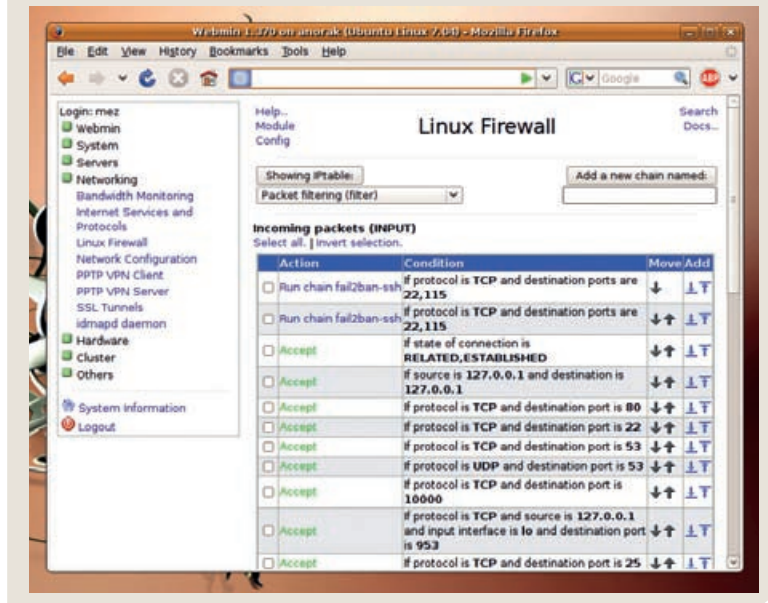 Webmin 1.370 on anorak (Ubuntu Linux 7.04) - Mozilla Firefox
File Edit View History Bookmarks Tools Help
Google
ABP
Login: mez
Webmin
System
Servers
Networking
Bandwidth Monitoring
Internet Services and
Protocols
Linux Firewall
Network Configuration
PPTP VPN Client
PPTP VPN Server
SSL Tunnels
idmapd daemon
Hardware
Cluster
Others
System Information
Logout
Help..
Module
Config
Linux Firewall
Search
Docs..
Showing IPtable:
Packet filtering (filter)
Add a new chain named:
Incoming packets (INPUT)
Select all. | Invert selection.
Action Condition Move Add
Run chain fail2ban-ssh If protocol is TCP and destination ports are
22,115
Run chain fail2ban-ssh If protocol is TCP and destination ports are
22,115
Accept If state of connection is
RELATED,ESTABLISHED
Accept If source is 127.0.0.1 and destination is
127.0.0.1
Accept If protocol is TCP and destination port is 80
Accept If protocol is TCP and destination port is 22
Accept If protocol is TCP and destination port is 53
Accept If protocol is UDP and destination port is 53
Accept If protocol is TCP and destination port is
10000
Accept If protocol is TCP and source is 127.0.0.1
and input interface is lo and destination port
is 953
Accept If protocol is TCP and destination port is 25